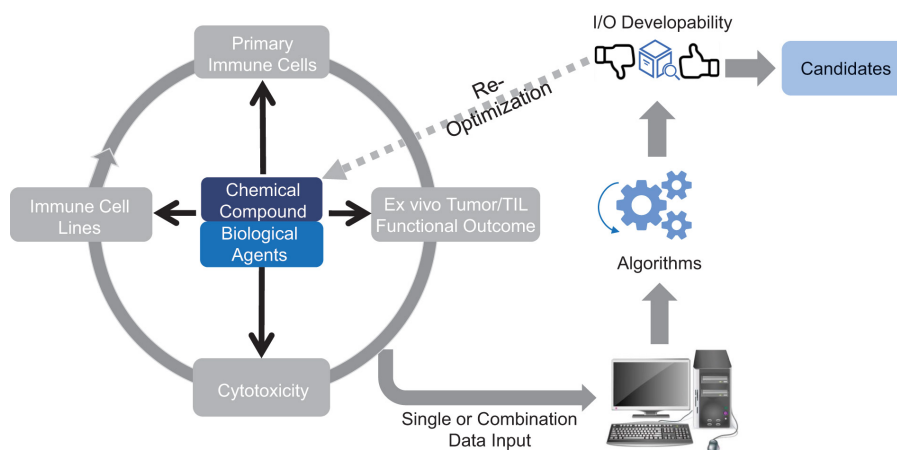 Primary
Immune Cells
Immune Cell
Lines
Chemical
Compound
Biological
Agents
Ex vivo Tumor/TIL
Functional Outcome
Cytotoxicity
Re-
Optimization
Single or Combination
Data Input
Algorithms
I/O Developability
Candidates